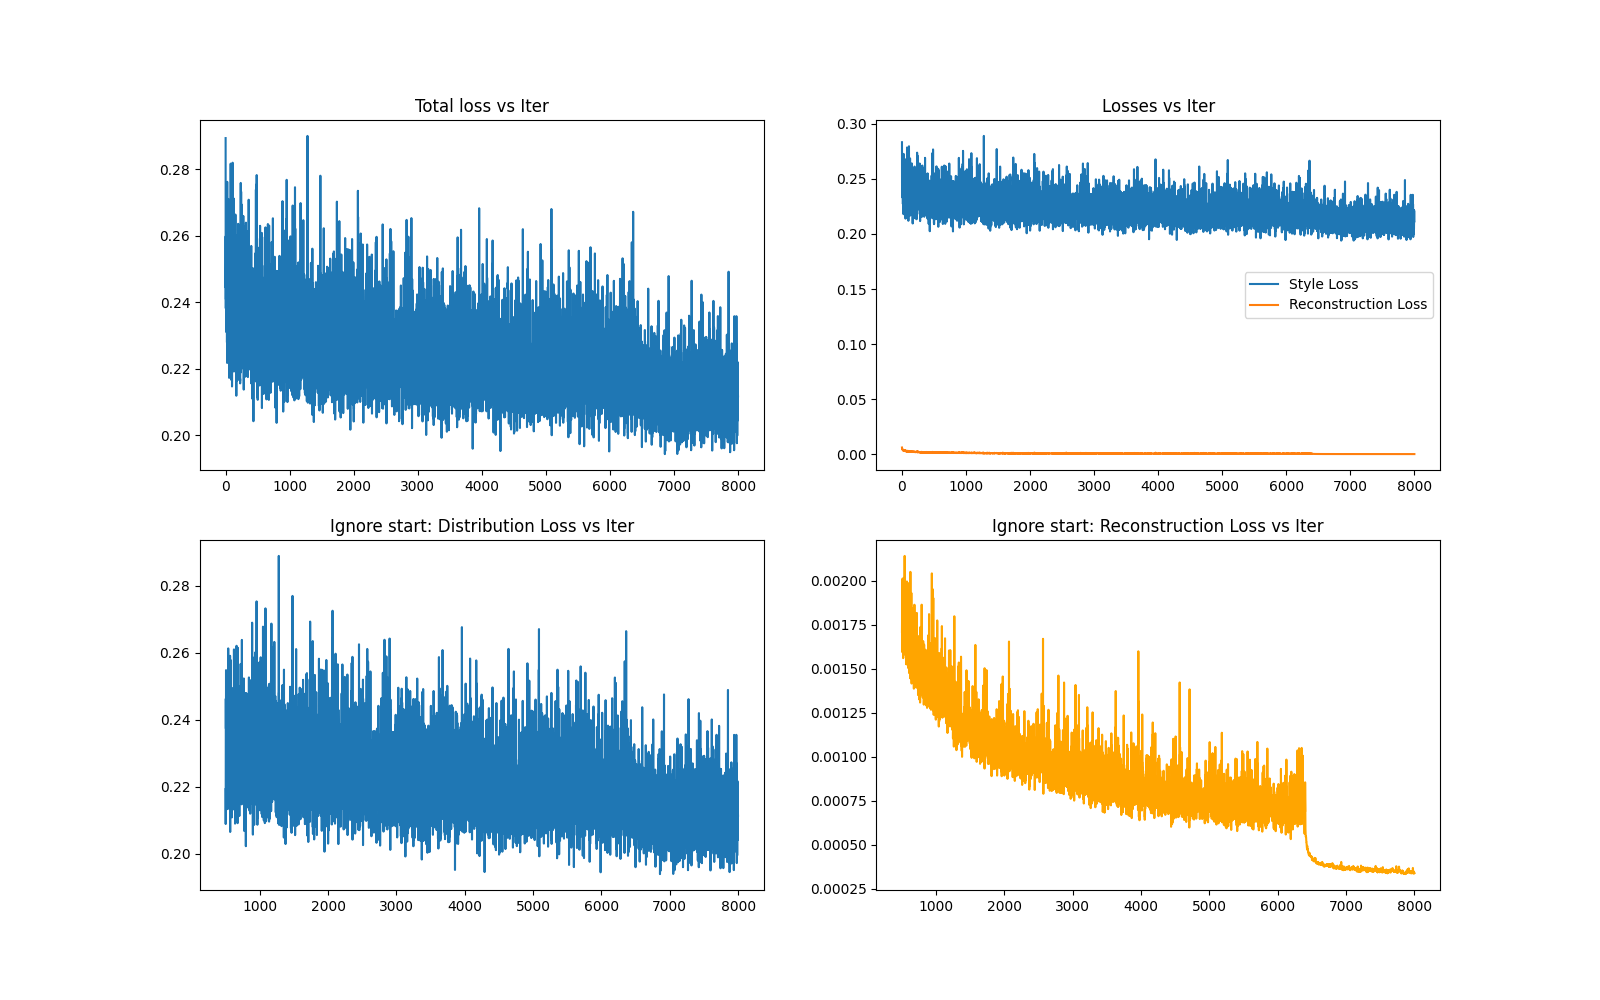 Total loss vs Iter
0.28
0.26
0.24
0.22
0.20
0 1000 2000 3000 4000 5000 6000 7000 8000
Losses vs Iter
0.30
0.25
0.20
0.15
0.10
0.05
0.00
Style Loss
Reconstruction Loss
0 1000 2000 3000 4000 5000 6000 7000 8000
Ignore start: Distribution Loss vs Iter
0.28
0.26
0.24
0.22
0.20
1000 2000 3000 4000 5000 6000 7000 8000
Ignore start: Reconstruction Loss vs Iter
0.00200
0.00175
0.00150
0.00125
0.00100
0.00075
0.00050
0.00025
1000 2000 3000 4000 5000 6000 7000 8000